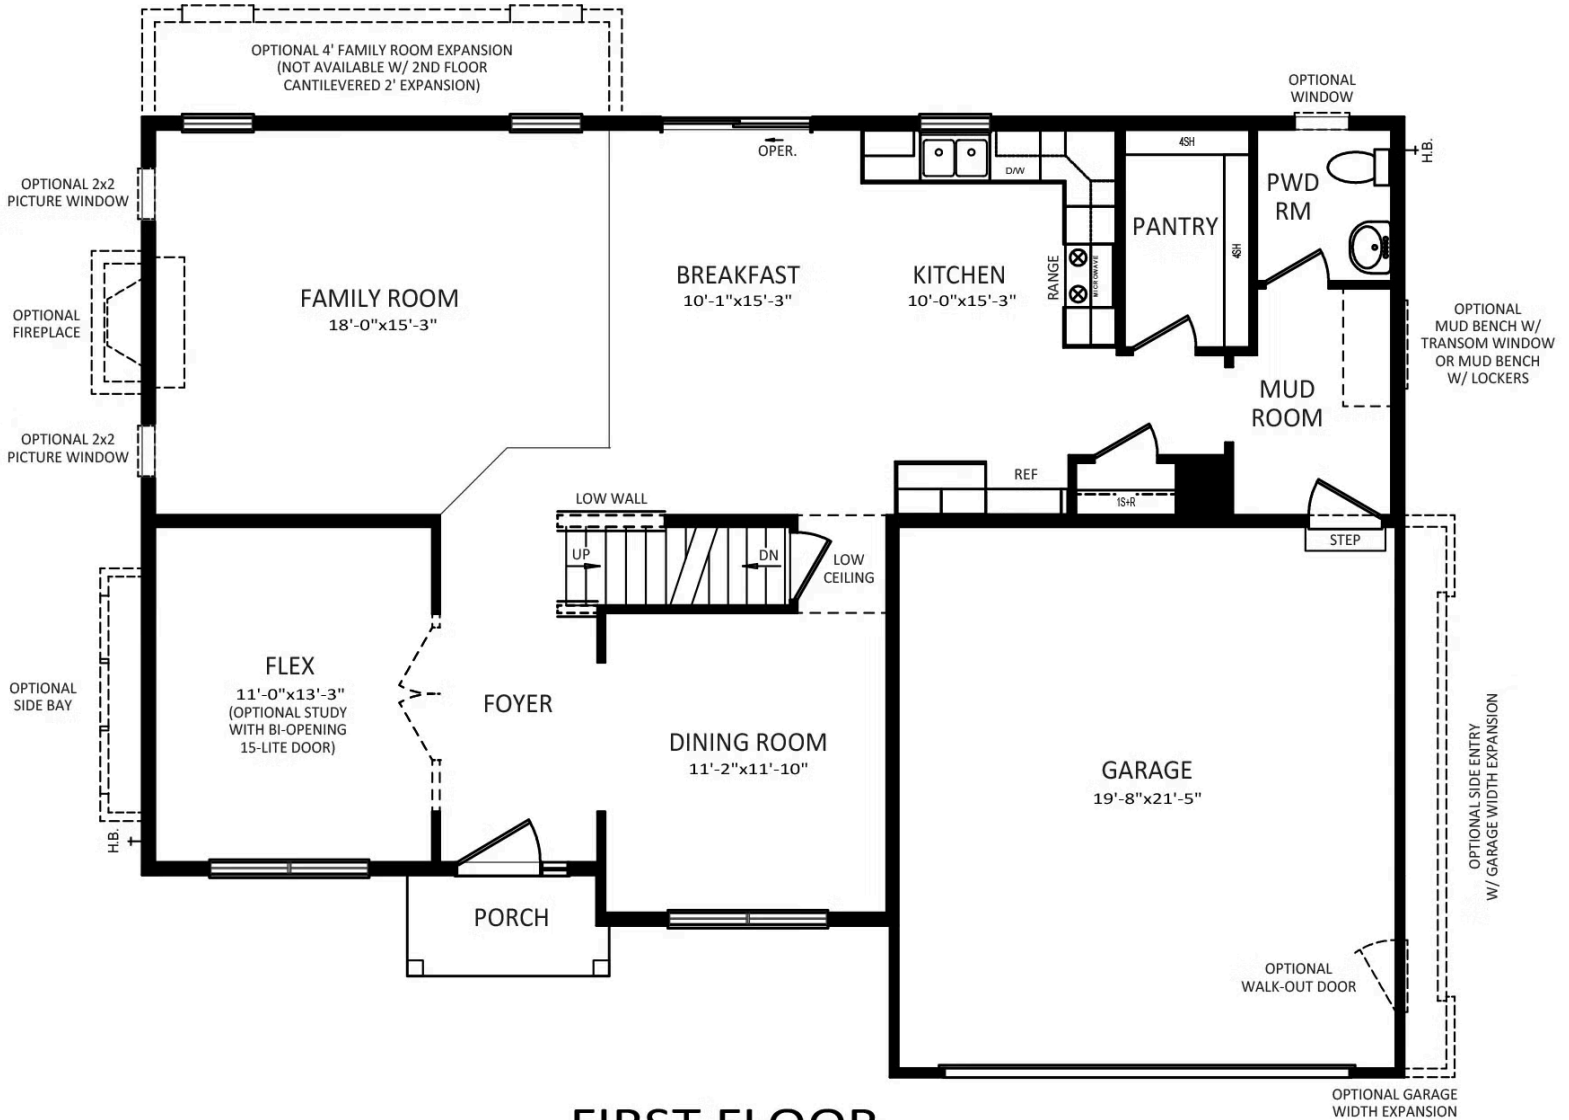 OPTIONAL 4' FAMILY ROOM EXPANSION
(NOT AVAILABLE W/ 2ND FLOOR
CANTILEVERED 2' EXPANSION)
OPTIONAL
WINDOW
OPER.
D/W
4SH
H.B.
OPTIONAL 2x2
PICTURE WINDOW
PWD
RM
PANTRY
4SH
FAMILY ROOM
18'-0"x15'-3"
BREAKFAST
10'-1"x15'-3"
KITCHEN
10'-0"x15'-3"
RANGE
MICROWAVE
OPTIONAL
FIREPLACE
OPTIONAL
MUD BENCH W/
TRANSOM WINDOW
OR MUD BENCH
W/ LOCKERS
MUD
ROOM
OPTIONAL 2x2
PICTURE WINDOW
REF
1S+R
LOW WALL
UP
DN
LOW
CEILING
STEP
FLEX
11'-0"x13'-3"
(OPTIONAL STUDY
WITH BI-OPENING
15-LITE DOOR)
OPTIONAL
SIDE BAY
FOYER
DINING ROOM
11'-2"x11'-10"
GARAGE
19'-8"x21'-5"
OPTIONAL SIDE ENTRY
W/ GARAGE WIDTH EXPANSION
H.B.
PORCH
OPTIONAL
WALK-OUT DOOR
OPTIONAL GARAGE
WIDTH EXPANSION
FIRST FLOOR